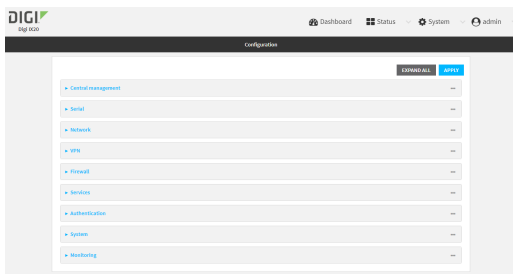 DIGI
Digi IX20
Dashboard Status System admin
Configuration
EXPAND ALL APPLY
Central management
Serial
Network
VPN
Firewall
Services
Authentication
System
Monitoring